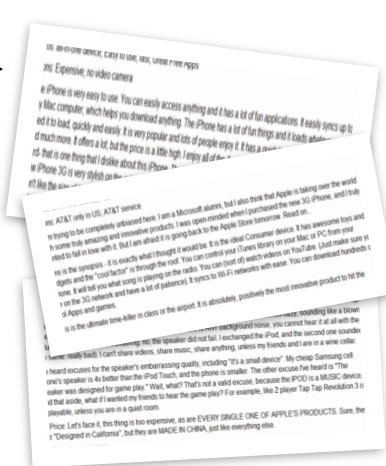 us: all-in-one device, Easy to use, fast, Great Free Apps
ons: Expensive, no video camera
e iPhone is very easy to use. You can easily access anything and it has a lot of fun applications. It easily syncs up to
y Mac computer, which helps you download anything. The iPhone has a lot of fun things and it loads
ed it to load, quickly and easily. It is very popular and lots of people enjoy it. It has a
d much more. It offers a lot, but the price is a little high. I enjoy all of the
rd- that is one thing that I dislike about this iPhone.
w iPhone 3G is very stylish on the
n't like the size of
ns: AT&T only in US, AT&T service
m trying to be completely unbiased here. I am a Microsoft alumni, but I also think that Apple is taking over the world
h some truly amazing and innovative products. I was open-minded when I purchased the new 3G iPhone, and I truly
nted to fall in love with it. But I am afraid it is going back to the Apple Store tomorrow. Read on...
re is the synopsis - it is exactly what I thought it would be. It is the ideal Consumer device. It has awesome toys and
dgets and the "cool factor" is through the roof. You can control your iTunes library on your Mac or PC from your
one. It will tell you what song is playing on the radio. You can (sort of) watch videos on YouTube. (Just make sure yo
r on the 3G network and have a lot of patience). It syncs to Wi-Fi networks with ease. You can download hundreds o
ol Apps and games.
is is the ultimate time-killer in class or the airport. It is absolutely, positively the most innovative product to hit the
sounding like a blown
background noise, you cannot hear it at all with the
no, the speaker did not fail. I exchanged the iPod, and the second one sounded
same: really bad). I can't share videos, share music, share anything, unless my friends and I are in a wine cellar.
heard excuses for the speaker's embarrassing quality, including "it's a small device". My cheap Samsung cell
one's speaker is 4x better than the iPod Touch, and the phone is smaller. The other excuse I've heard is "The
eaker was designed for game play." Wait, what? That's not a valid excuse, because the IPOD is a MUSIC device.
d that aside, what if I wanted my friends to hear the game play? For example, like 2 player Tap Tap Revolution 3 is
playable, unless you are in a quiet room.
Price: Let's face it, this thing is too expensive, as are EVERY SINGLE ONE OF APPLE'S PRODUCTS. Sure, the
e "Designed in California", but they are MADE IN CHINA, just like everything else.